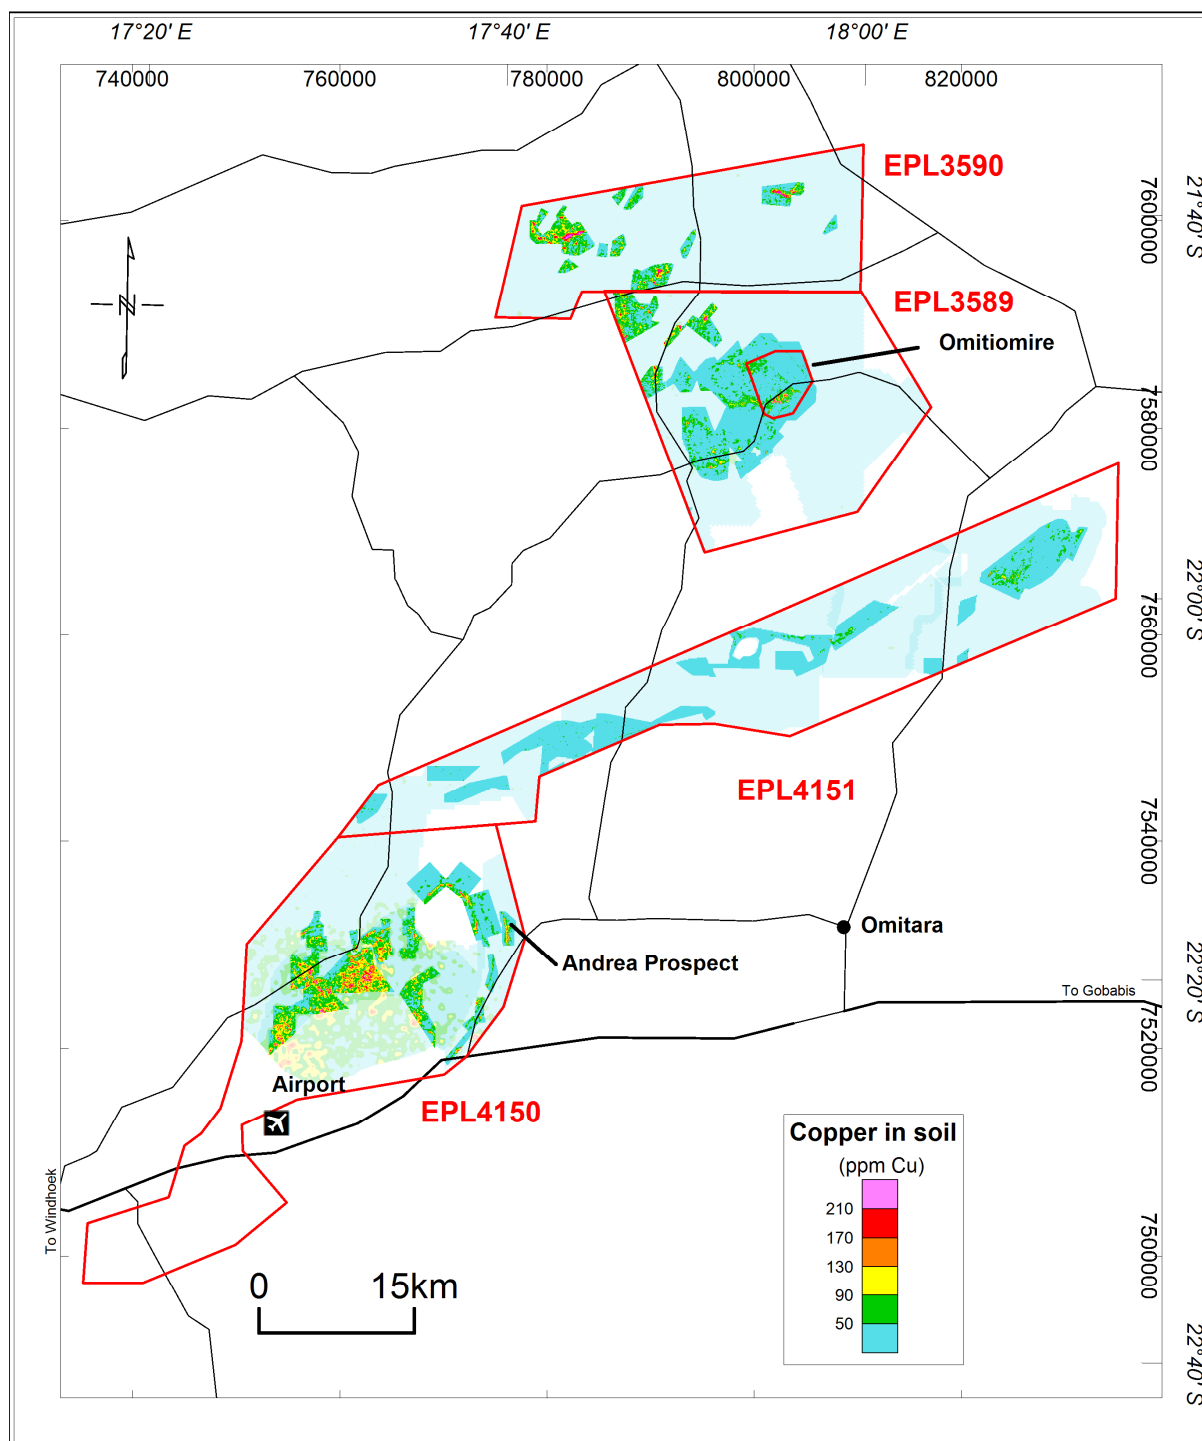 17°20' E
17°40' E
18°00' E
740000
760000
780000
800000
820000
EPL3590
7600000
21°40' S
N
EPL3589
Omitiomire
7580000
22°00' S
7560000
EPL4151
7540000
Omitara
Andrea Prospect
22°20' S
To Gobabis
7520000
Airport
EPL4150
Copper in soil
(ppm Cu)
210
170
130
90
50
To Windhoek
7500000
0
15km
22°40' S